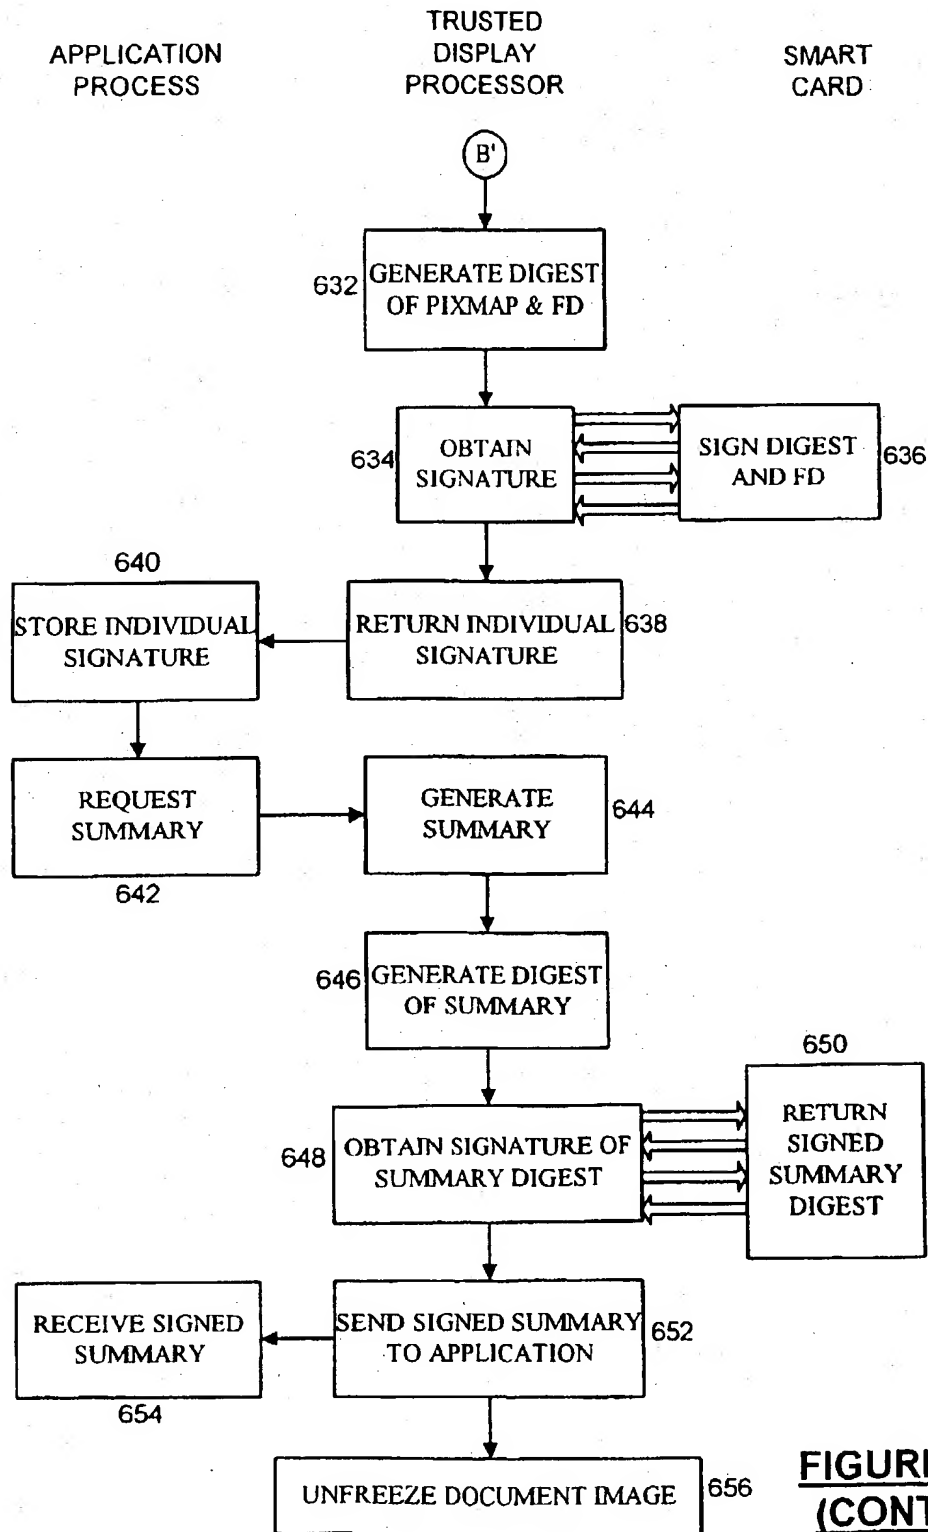 APPLICATION
PROCESS
TRUSTED
DISPLAY
PROCESSOR
SMART
CARD
B'
632
GENERATE DIGEST
OF PIXMAP & FD
634
OBTAIN
SIGNATURE
SIGN DIGEST
AND FD
636
640
STORE INDIVIDUAL
SIGNATURE
RETURN INDIVIDUAL
SIGNATURE
638
REQUEST
SUMMARY
642
GENERATE
SUMMARY
644
646
GENERATE DIGEST
OF SUMMARY
648
OBTAIN SIGNATURE OF
SUMMARY DIGEST
650
RETURN
SIGNED
SUMMARY
DIGEST
RECEIVE SIGNED
SUMMARY
654
SEND SIGNED SUMMARY
TO APPLICATION
652
UNFREEZE DOCUMENT IMAGE
656
FIGURE
(CONT